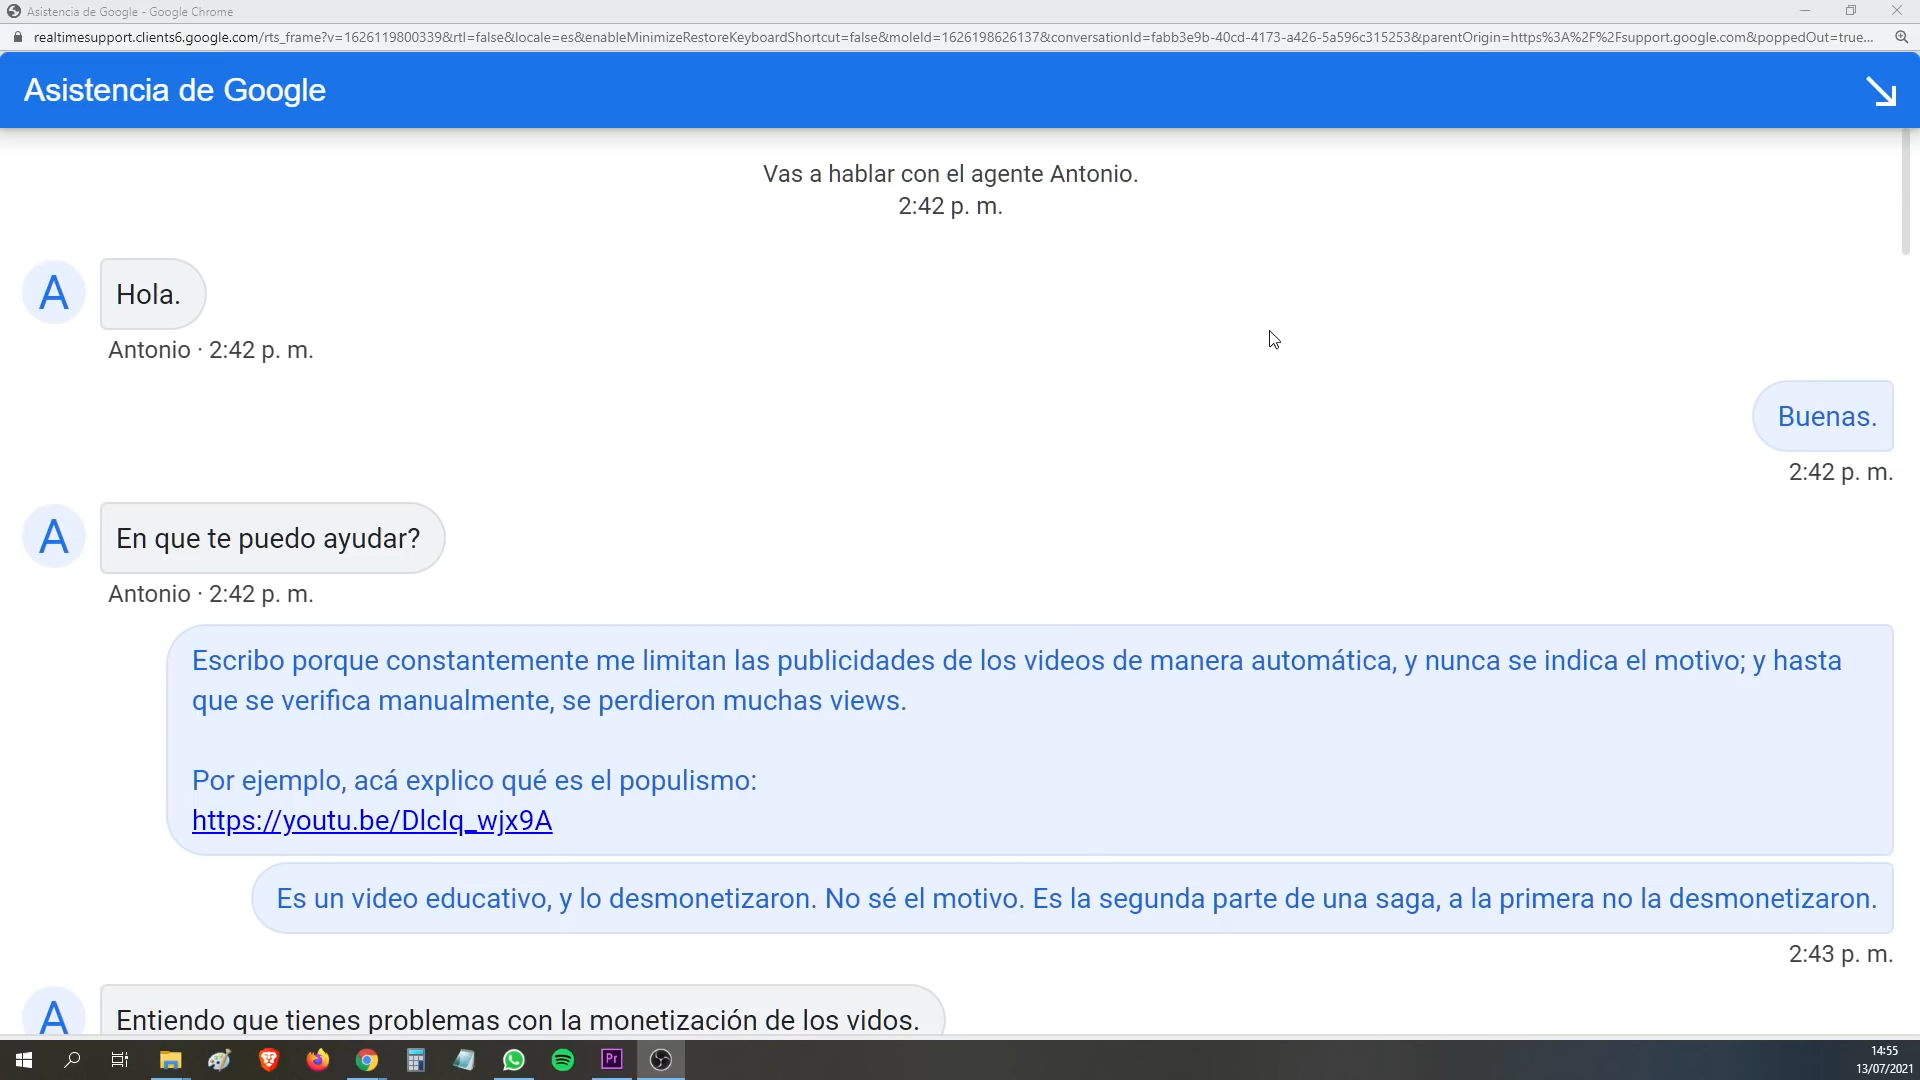 Asistencia de Google - Google Chrome
realtimesupport.clients6.google.com/rts_frame?v=1626119800339&rtl=false&locale=es&enableMinimizeRestoreKeyboardShortcut=false&moleId=1626198626137&conversationId=fabb3e9b-40cd-4173-a426-5a596c315253&parentOrigin=https%3A%2F%2Fsupport.google.com&poppedOut=true...
Asistencia de Google
Vas a hablar con el agente Antonio.
2:42 p. m.
A
Hola.
Antonio · 2:42 p. m.
Buenas.
2:42 p. m.
A
En que te puedo ayudar?
Antonio · 2:42 p. m.
Escribo porque constantemente me limitan las publicidades de los videos de manera automática, y nunca se indica el motivo; y hasta
que se verifica manualmente, se perdieron muchas views.
Por ejemplo, acá explico qué es el populismo:
https://youtu.be/DlcIq_wjx9A
Es un video educativo, y lo desmonetizaron. No sé el motivo. Es la segunda parte de una saga, a la primera no la desmonetizaron.
2:43 p. m.
A
Entiendo que tienes problemas con la monetización de los vidos.
Pr
14:55
13/07/2021